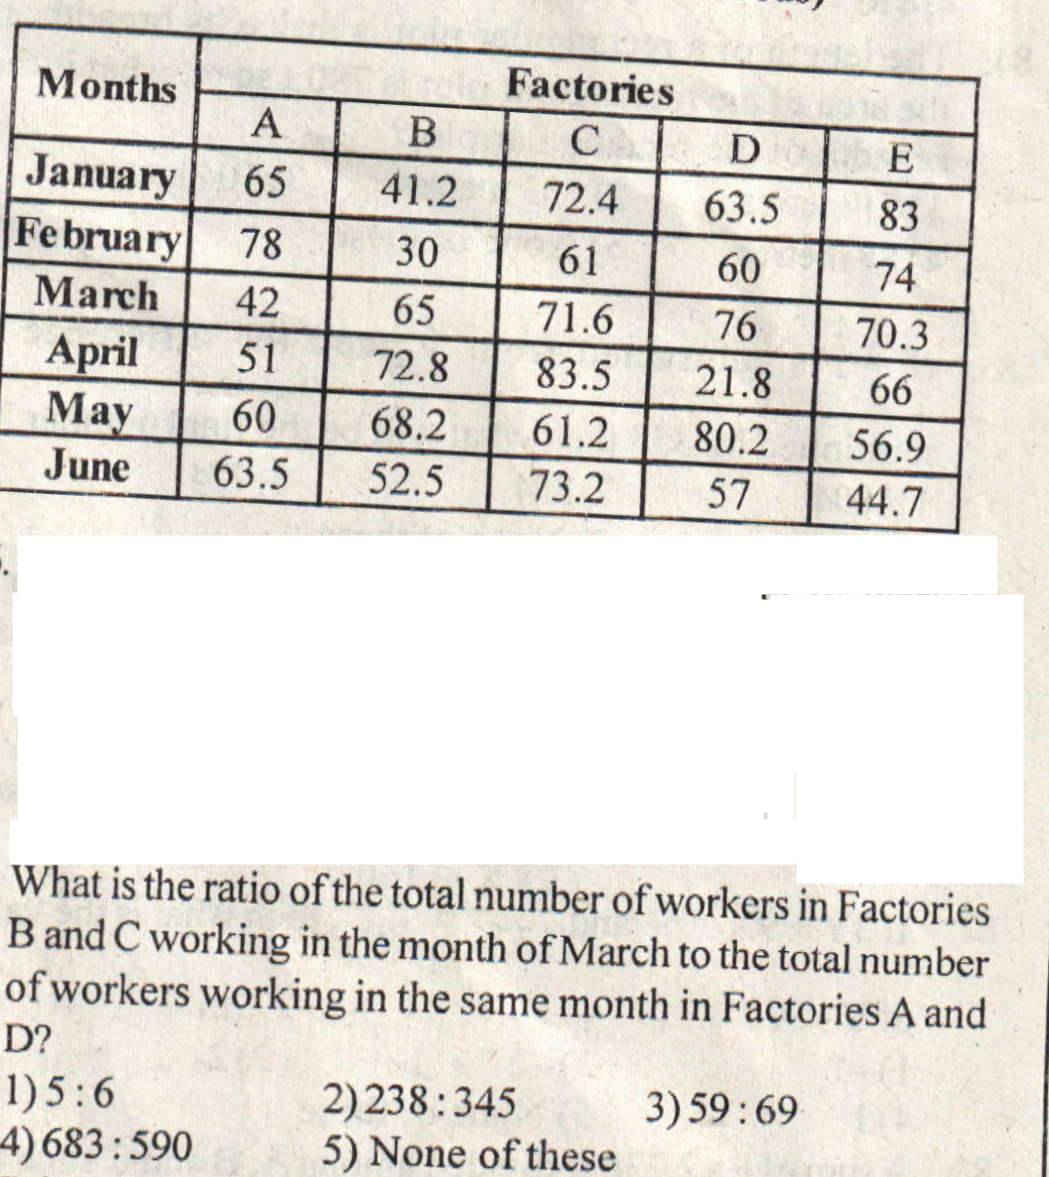 Months Factories
A B C D E
January 65 41.2 72.4 63.5 83
February 78 30 61 60 74
March 42 65 71.6 76 70.3
April 51 72.8 83.5 21.8 66
May 60 68.2 61.2 80.2 56.9
June 63.5 52.5 73.2 57 44.7
What is the ratio of the total number of workers in Factories
B and C working in the month of March to the total number
of workers working in the same month in Factories A and
D?
1) 5 : 6 2) 238 : 345 3) 59 : 69
4) 683 : 590 5) None of these